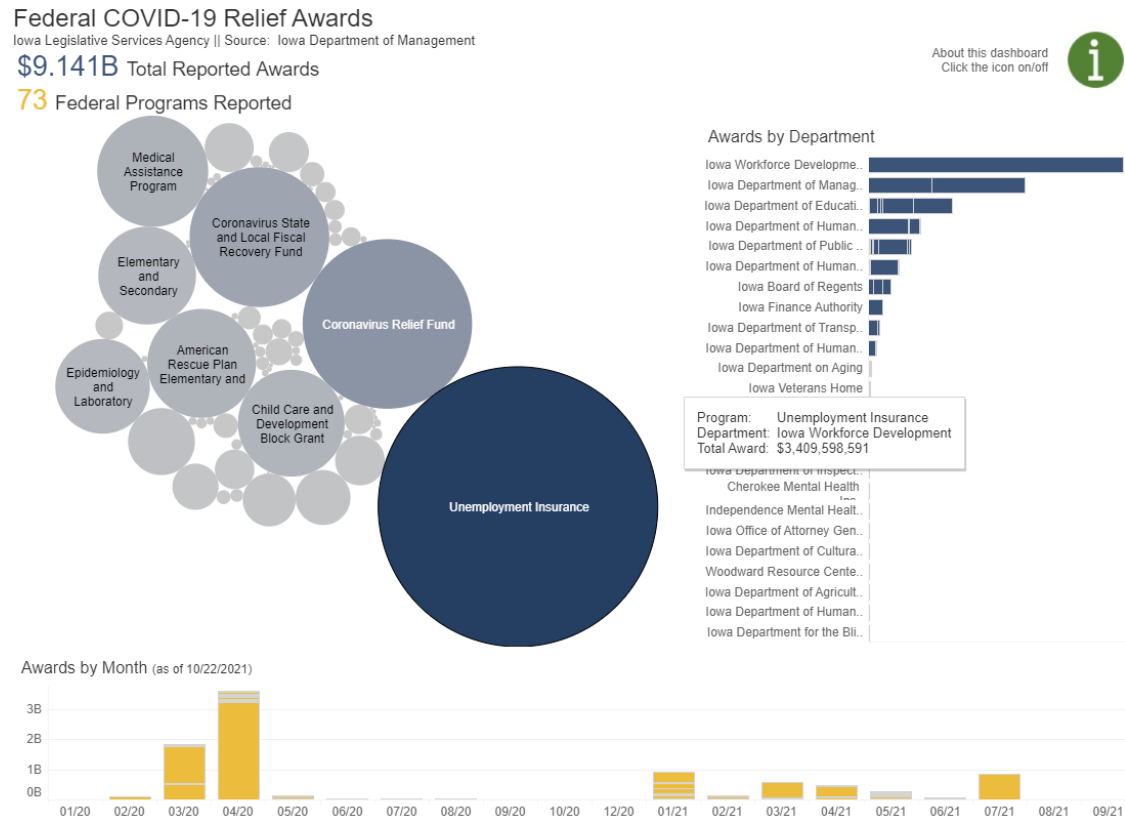 Federal COVID-19 Relief Awards
Iowa Legislative Services Agency || Source: Iowa Department of Management
$9.141B Total Reported Awards
73 Federal Programs Reported
About this dashboard
Click the icon on/off
i
Medical
Assistance
Program
Coronavirus State
and Local Fiscal
Recovery Fund
Elementary
and
Secondary
Coronavirus Relief Fund
American
Rescue Plan
Elementary and
Epidemiology
and
Laboratory
Child Care and
Development
Block Grant
Unemployment Insurance
Awards by Department
Iowa Workforce Developme..
Iowa Department of Manag..
Iowa Department of Educati..
Iowa Department of Human..
Iowa Department of Public ..
Iowa Department of Human..
Iowa Board of Regents
Iowa Finance Authority
Iowa Department of Transp..
Iowa Department of Human..
Iowa Department on Aging
Iowa Veterans Home
Program: Unemployment Insurance
Department: Iowa Workforce Development
Total Award: $3,409,598,591
Iowa Department of Inspect..
Cherokee Mental Health
Independence Mental Healt..
Iowa Office of Attorney Gen..
Iowa Department of Cultura..
Woodward Resource Cente..
Iowa Department of Agricult..
Iowa Department of Human..
Iowa Department for the Bli..
Awards by Month (as of 10/22/2021)
3B
2B
1B
0B
01/20 02/20 03/20 04/20 05/20 06/20 07/20 08/20 09/20 10/20 12/20 01/21 02/21 03/21 04/21 05/21 06/21 07/21 08/21 09/21